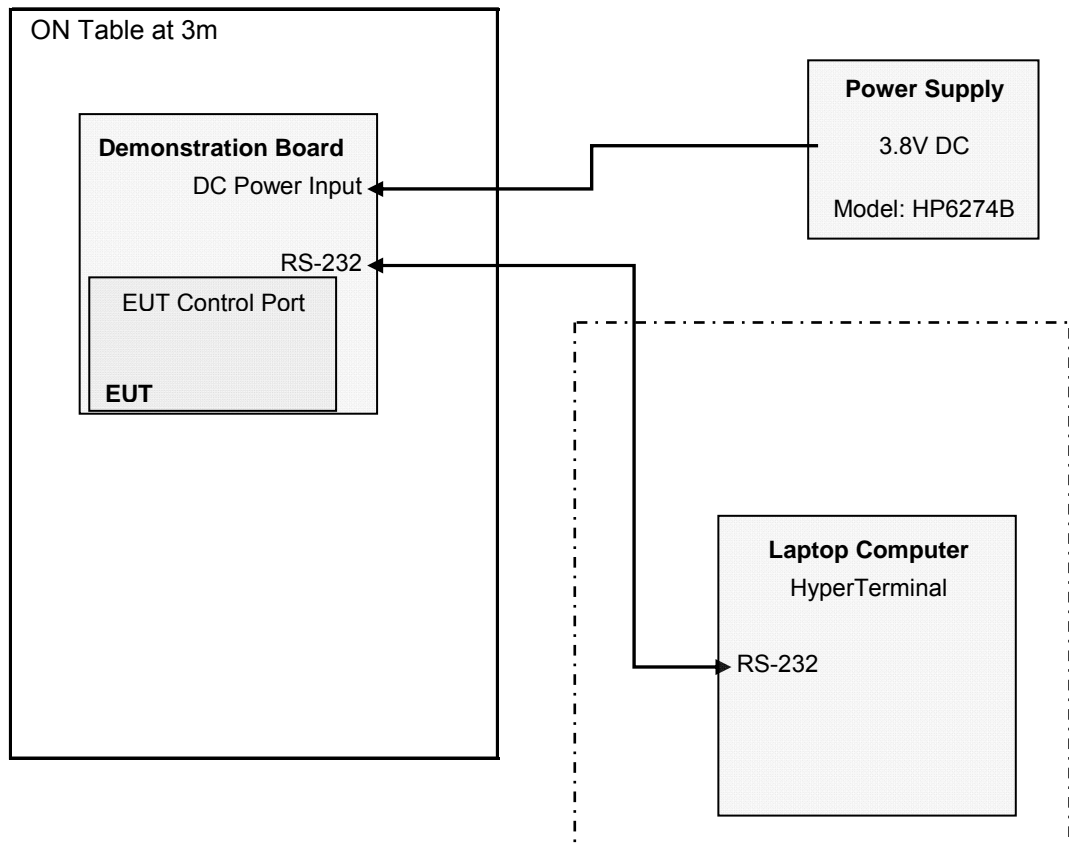 ON Table at 3m
Demonstration Board
DC Power Input
RS-232
EUT Control Port
EUT
Power Supply
3.8V DC
Model: HP6274B
Laptop Computer
HyperTerminal
RS-232